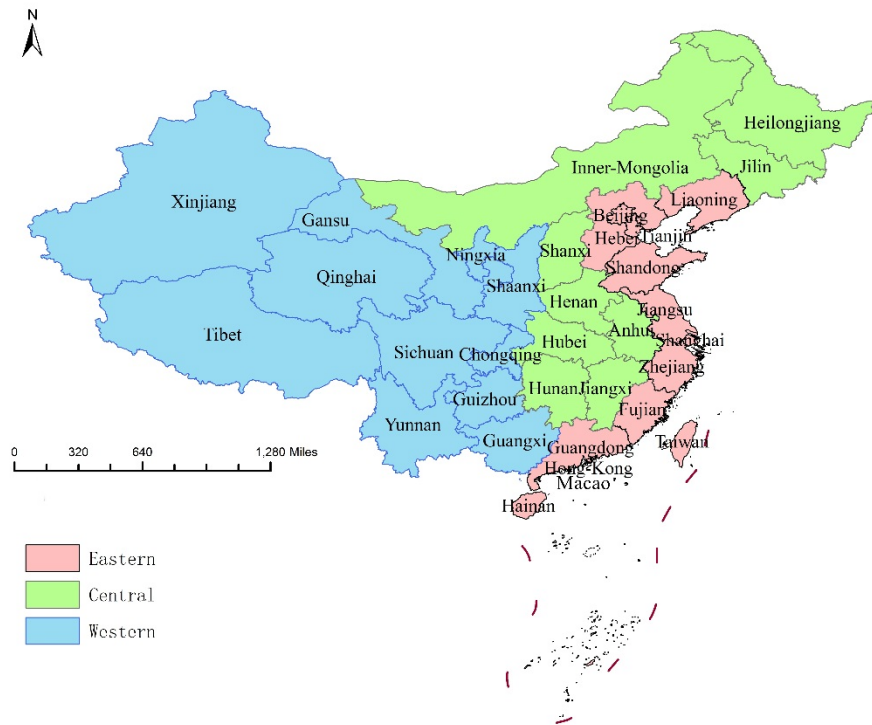 N
Heilongjiang
Inner-Mongolia
Jilin
Xinjiang
Liaoning
Gansu
Beijing
Hebei
Tianjin
Ningxia
Shanxi
Shandong
Qinghai
Shaanxi
Henan
Jiangsu
Tibet
Anhui
Shanghai
Hubei
Sichuan
Chongqing
Zhejiang
Hunan
Jiangxi
Guizhou
Fujian
Yunnan
Guangxi
Guangdong
Taiwan
0 320 640 1,280 Miles
Hong-Kong
Macao
Hainan
Eastern
Central
Western